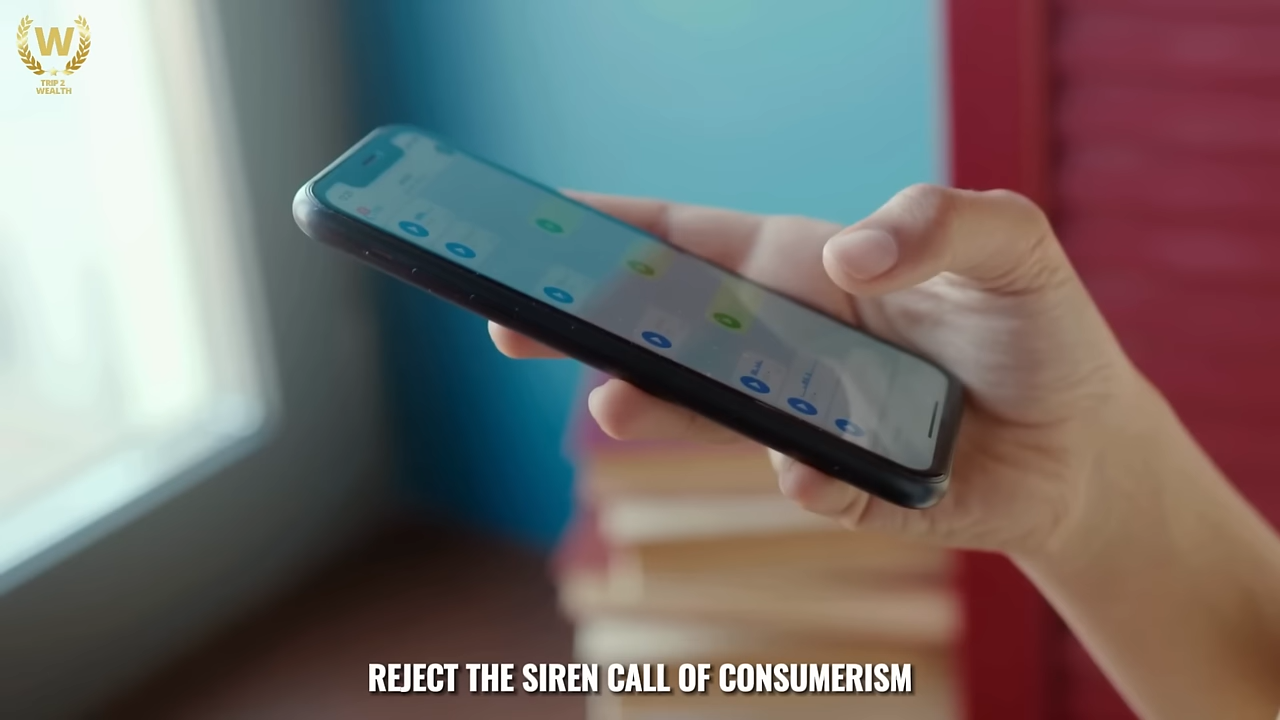 W
TRIP 2
WEALTH
REJECT THE SIREN CALL OF CONSUMERISM